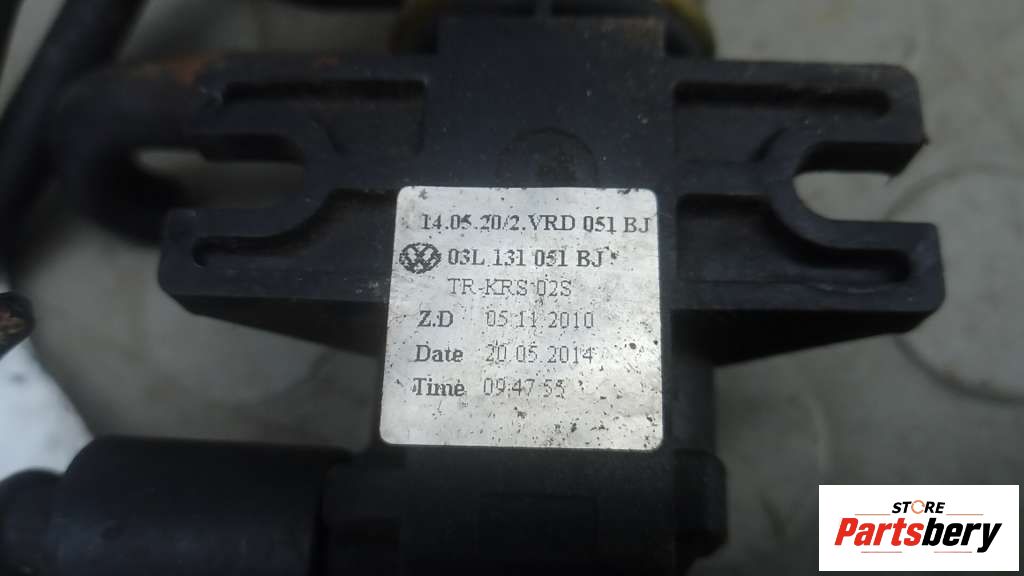 14.05.20/2.VRD 051 BJ
03L 131 051 BJ
TR-KRS 02S
Z.D 05.11.2010
Date 20.05.2014
Time 09:47:55
STORE
Partsbery